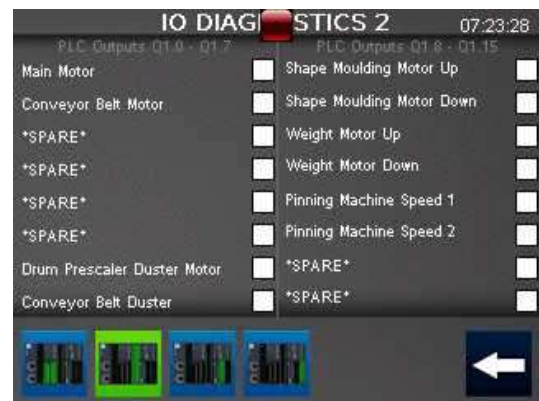 IO DIAG STICS 2
07:23:28
PLC Outputs Q1.0 - Q1.7
Main Motor
Conveyor Belt Motor
*SPARE*
*SPARE*
*SPARE*
*SPARE*
Drum Prescaler Duster Motor
Conveyor Belt Duster
PLC Outputs Q1.8 - Q1.15
Shape Moulding Motor Up
Shape Moulding Motor Down
Weight Motor Up
Weight Motor Down
Pinning Machine Speed 1
Pinning Machine Speed 2
*SPARE*
*SPARE*